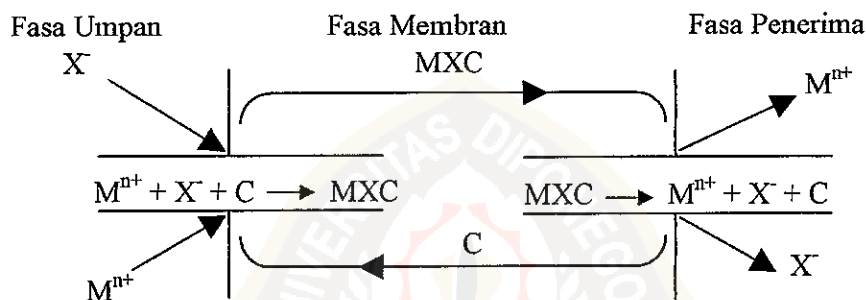 Fasa Umpan Fasa Membran Fasa Penerima
X⁻ MXC Mⁿ⁺
Mⁿ⁺ + X⁻ + C → MXC MXC → Mⁿ⁺ + X⁻ + C
C
Mⁿ⁺ X⁻